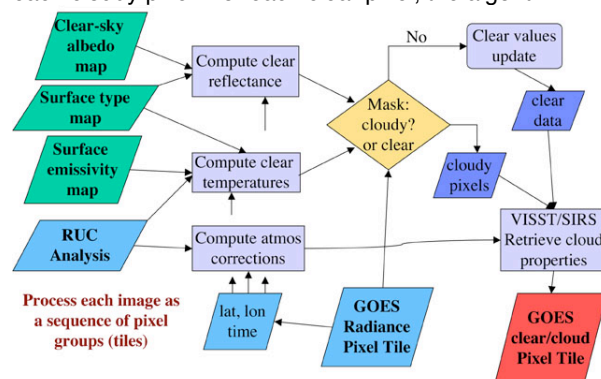 Clear-sky
albedo
map
Surface type
map
Surface
emissivity
map
RUC
Analysis
Process each image as
a sequence of pixel
groups (tiles)
Compute clear
reflectance
Compute clear
temperatures
Compute atmos
corrections
lat, lon
time
No
Mask:
cloudy?
or clear
GOES
Radiance
Pixel Tile
Clear values
update
clear
data
cloudy
pixels
VISST/SIRS
Retrieve cloud
properties
GOES
clear/cloud
Pixel Tile